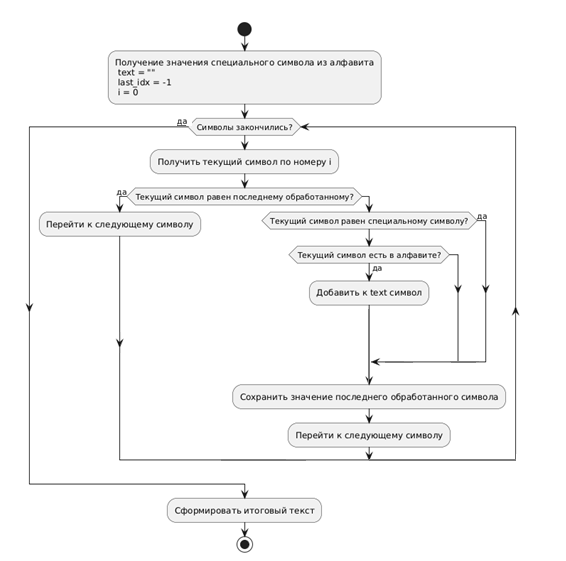 Получение значения специального символа из алфавита
text = ""
last_idx = -1
i = 0
да
Символы закончились?
Получить текущий символ по номеру i
да
Текущий символ равен последнему обработанному?
Перейти к следующему символу
Текущий символ равен специальному символу?
да
Текущий символ есть в алфавите?
да
Добавить к text символ
Сохранить значение последнего обработанного символа
Перейти к следующему символу
Сформировать итоговый текст